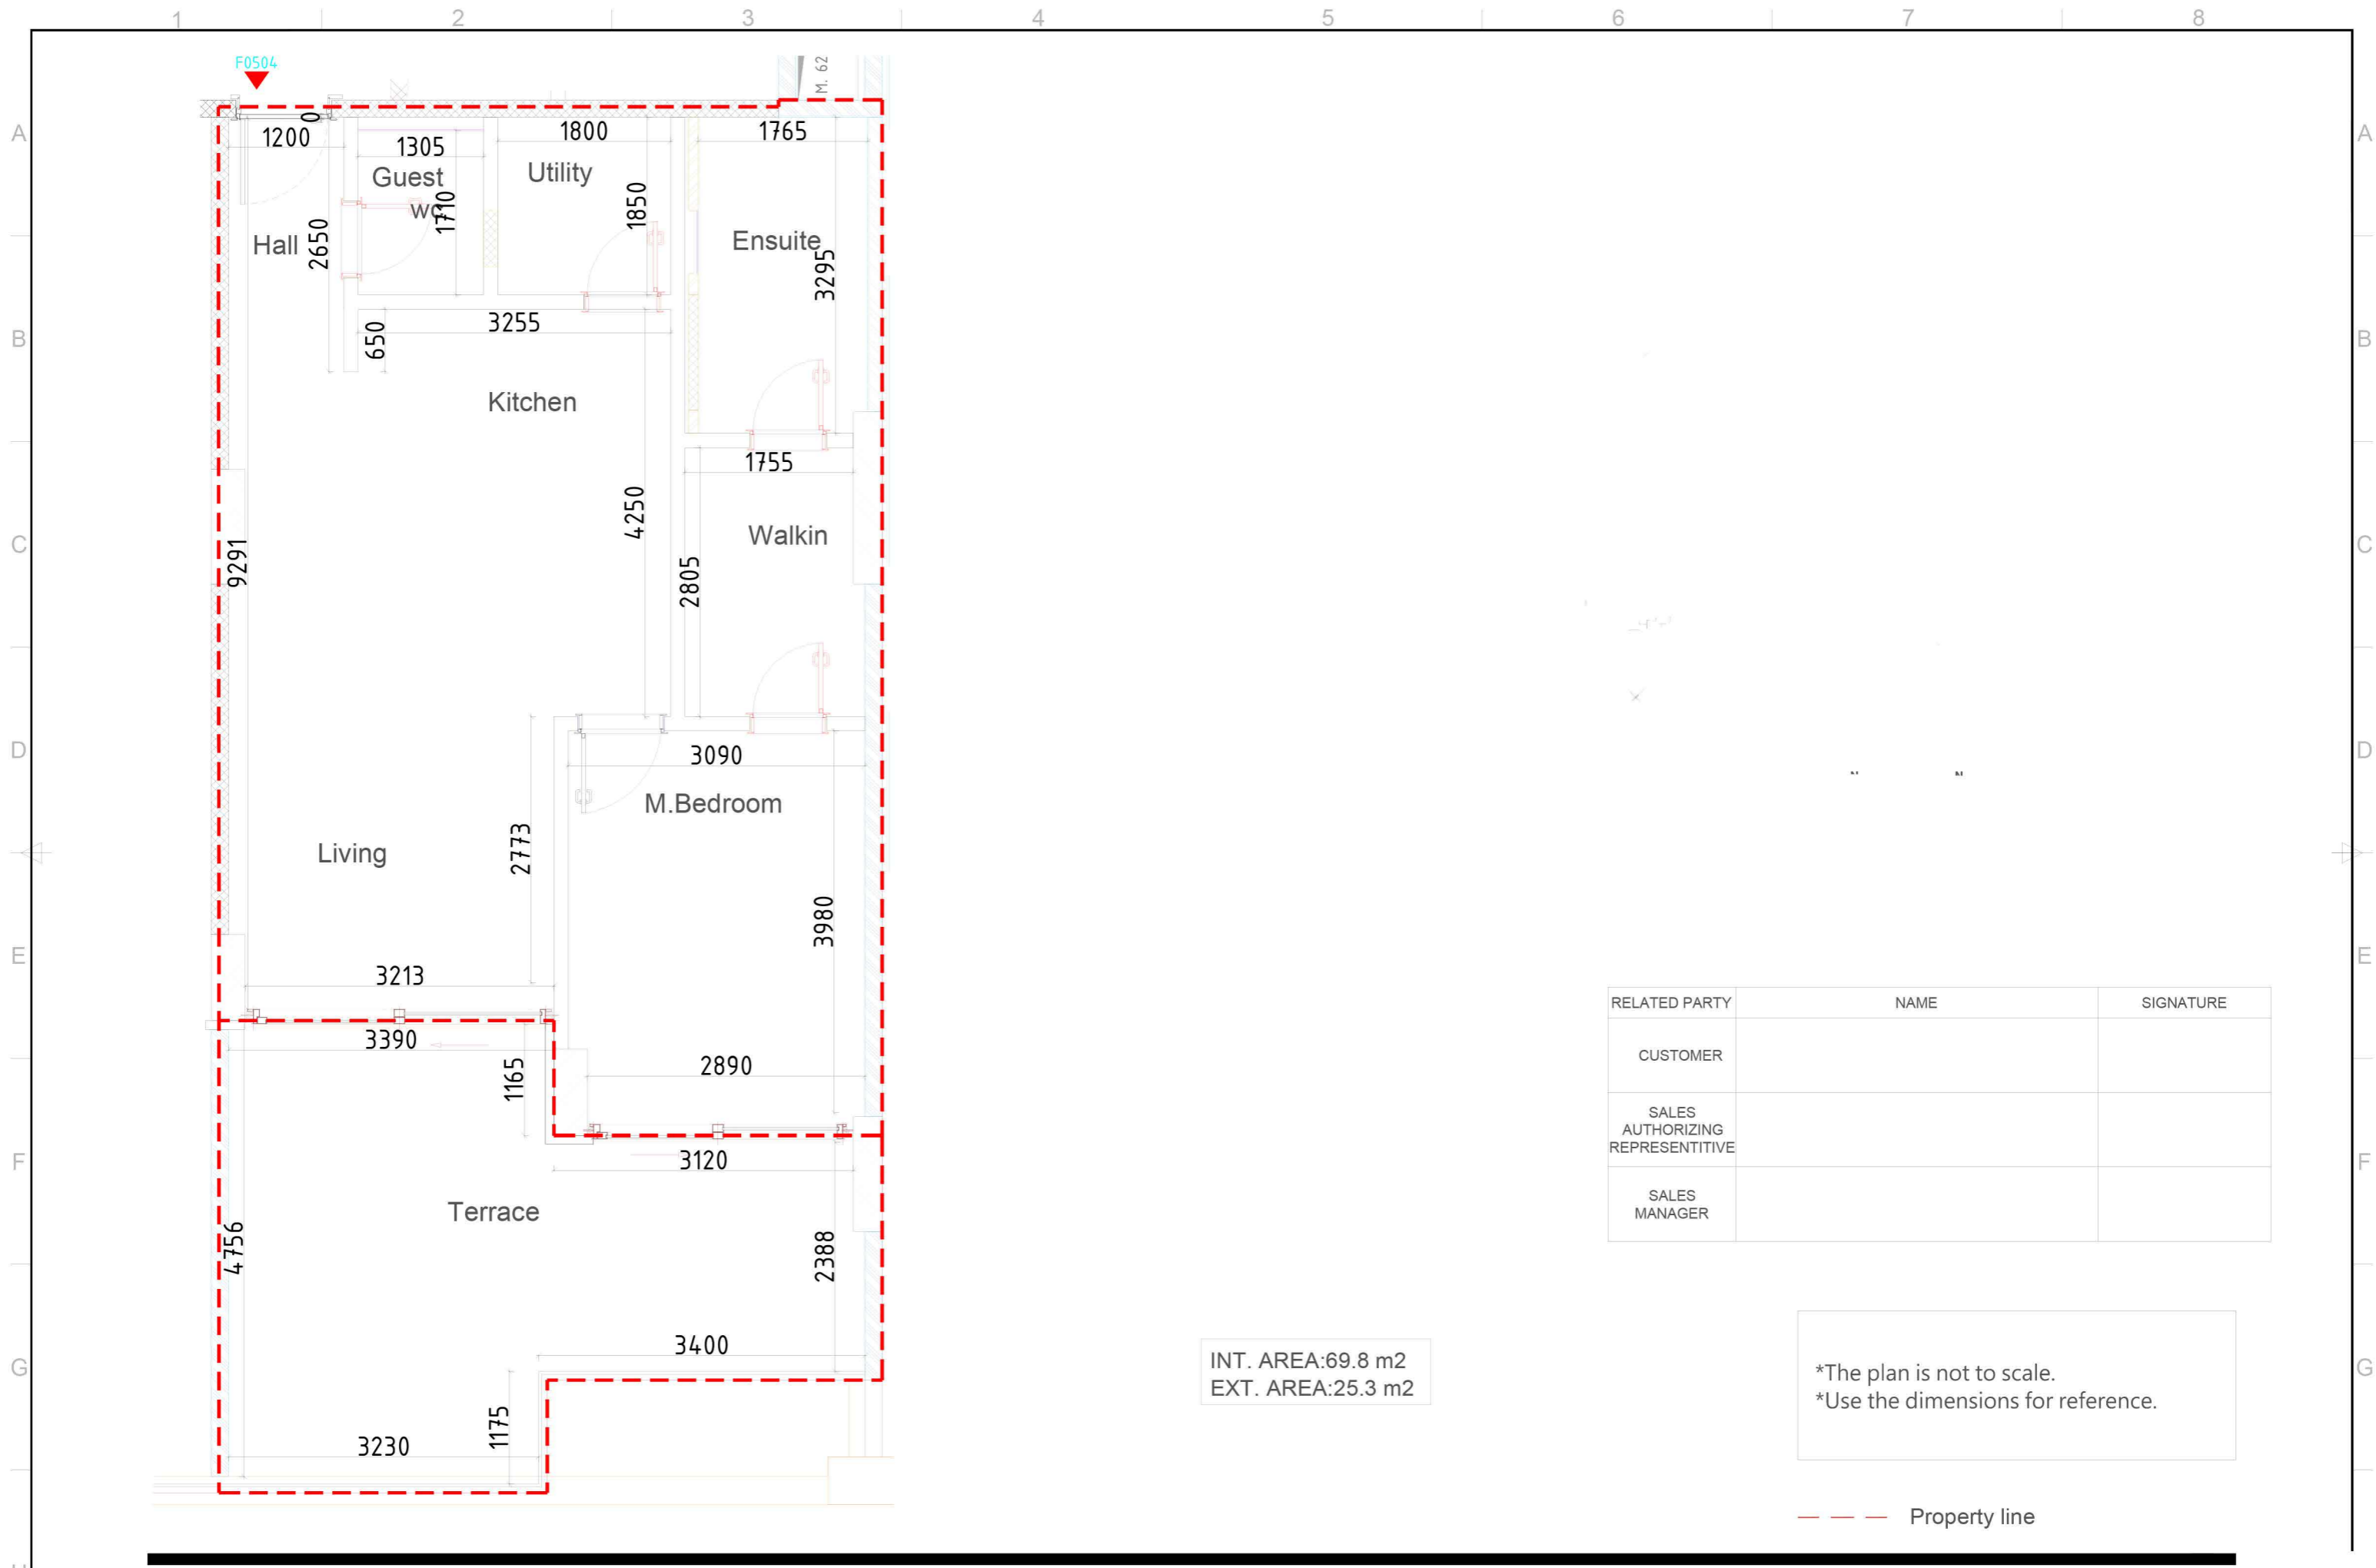 1 2 3 4 5 6 7 8
F0504
M. 62
A A
1200
0
1305
1800
1765
Guest
wc
Utility
1710
1850
2650
Hall
Ensuite
3295
B B
650
3255
Kitchen
1755
4250
Walkin
C C
9291
2805
D D
3090
M.Bedroom
2773
Living
3980
E E
3213
3390
1165
2890
RELATED PARTY NAME SIGNATURE
CUSTOMER
SALES
AUTHORIZING
REPRESENTITIVE
SALES
MANAGER
F F
3120
Terrace
4756
2388
3400
G G
1175
3230
INT. AREA:69.8 m2
EXT. AREA:25.3 m2
*The plan is not to scale.
*Use the dimensions for reference.
Property line